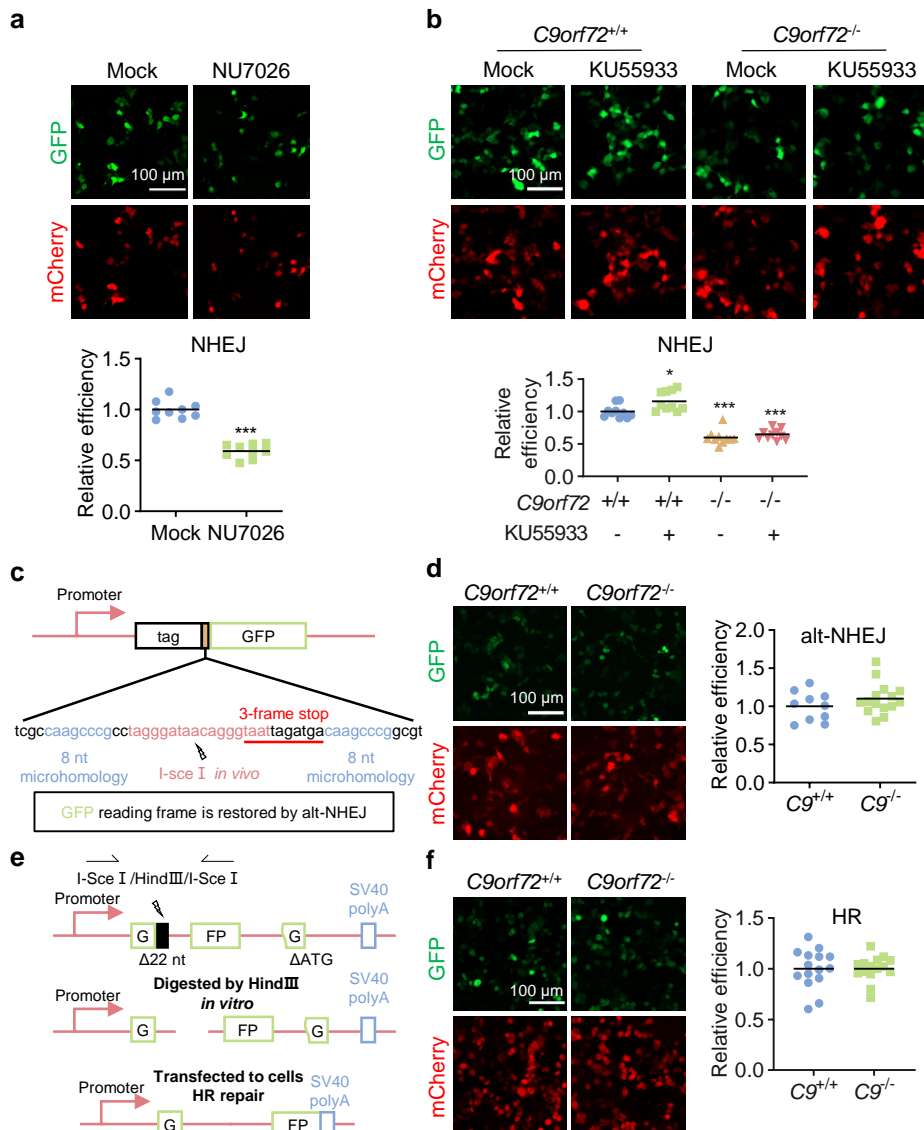 a
Mock
NU7026
GFP
100 µm
mCherry
NHEJ
Relative efficiency
1.5
1.0
0.5
0.0
***
Mock NU7026
b
C9orf72+/+
C9orf72-/-
Mock
KU55933
Mock
KU55933
GFP
100 µm
mCherry
NHEJ
Relative
efficiency
1.5
1.0
0.5
0.0
*
***
***
C9orf72 +/+ +/+ -/- -/-
KU55933 - + - +
c
Promoter
tag
GFP
3-frame stop
tcgccaagcccgcctagggataacagggtaattagatgacaagcccggcgt
8 nt
microhomology
I-sce I in vivo
8 nt
microhomology
GFP reading frame is restored by alt-NHEJ
d
C9orf72+/+
C9orf72-/-
GFP
100 µm
mCherry
alt-NHEJ
Relative efficiency
2.0
1.5
1.0
0.5
0.0
C9+/+
C9-/-
e
I-Sce I /HindIII/I-Sce I
Promoter
SV40
polyA
G
FP
G
Δ22 nt
ΔATG
Digested by HindIII
in vitro
SV40
polyA
Promoter
G
FP
G
Transfected to cells
HR repair
Promoter
SV40
polyA
G
FP
f
C9orf72+/+
C9orf72-/-
GFP
100 µm
mCherry
HR
Relative efficiency
1.5
1.0
0.5
0.0
C9+/+
C9-/-